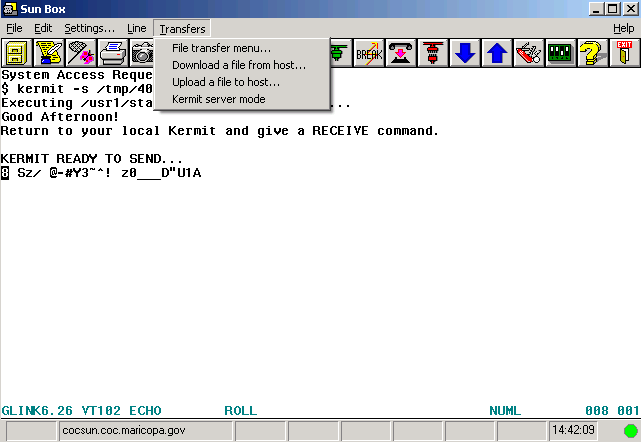 Sun Box
File Edit Settings... Line Transfers Help
File transfer menu...
Download a file from host...
Upload a file to host...
Kermit server mode
BREAK
EXIT
System Access Reque
$ kermit -s /tmp/40
Executing /usr1/sta ...
Good Afternoon!
Return to your local Kermit and give a RECEIVE command.
KERMIT READY TO SEND...
8 Sz/ @-#Y3~^! z0___D"U1A
GLINK6.26 VT102 ECHO ROLL NUML 008 001
cocsun.coc.maricopa.gov 14:42:09